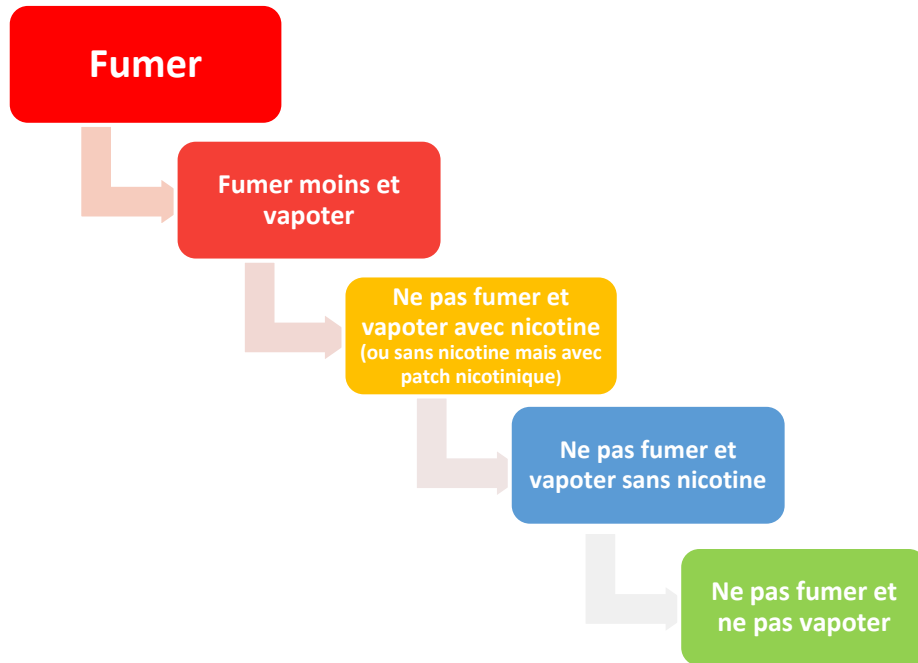 Fumer
Fumer moins et
vapoter
Ne pas fumer et
vapoter avec nicotine
(ou sans nicotine mais avec
patch nicotinique)
Ne pas fumer et
vapoter sans nicotine
Ne pas fumer et
ne pas vapoter